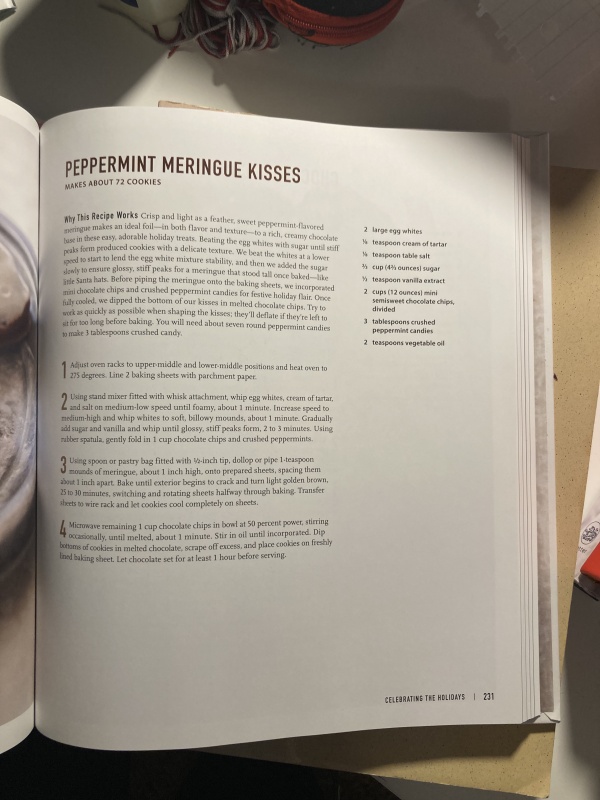 PEPPERMINT MERINGUE KISSES
MAKES ABOUT 72 COOKIES
Why This Recipe Works Crisp and light as a feather, sweet peppermint-flavored
meringue makes an ideal foil—in both flavor and texture—to a rich, creamy chocolate
base in these easy, adorable holiday treats. Beating the egg whites with sugar until stiff
peaks form produced cookies with a delicate texture. We beat the whites at a lower
speed to start to lend the egg white mixture stability, and then we added the sugar
slowly to ensure glossy, stiff peaks for a meringue that stood tall once baked—like
little Santa hats. Before piping the meringue onto the baking sheets, we incorporated
mini chocolate chips and crushed peppermint candies for festive holiday flair. Once
fully cooled, we dipped the bottom of our kisses in melted chocolate chips. Try to
work as quickly as possible when shaping the kisses; they'll deflate if they're left to
sit for too long before baking. You will need about seven round peppermint candies
to make 3 tablespoons crushed candy.
1 Adjust oven racks to upper-middle and lower-middle positions and heat oven to
275 degrees. Line 2 baking sheets with parchment paper.
2 Using stand mixer fitted with whisk attachment, whip egg whites, cream of tartar,
and salt on medium-low speed until foamy, about 1 minute. Increase speed to
medium-high and whip whites to soft, billowy mounds, about 1 minute. Gradually
add sugar and vanilla and whip until glossy, stiff peaks form, 2 to 3 minutes. Using
rubber spatula, gently fold in 1 cup chocolate chips and crushed peppermints.
3 Using spoon or pastry bag fitted with ½-inch tip, dollop or pipe 1-teaspoon
mounds of meringue, about 1 inch high, onto prepared sheets, spacing them
about 1 inch apart. Bake until exterior begins to crack and turn light golden brown,
25 to 30 minutes, switching and rotating sheets halfway through baking. Transfer
sheets to wire rack and let cookies cool completely on sheets.
4 Microwave remaining 1 cup chocolate chips in bowl at 50 percent power, stirring
occasionally, until melted, about 1 minute. Stir in oil until incorporated. Dip
bottoms of cookies in melted chocolate, scrape off excess, and place cookies on freshly
lined baking sheet. Let chocolate set for at least 1 hour before serving.
2 large egg whites
teaspoon cream of tartar
teaspoon table salt
⅔ cup (4⅔ ounces) sugar
teaspoon vanilla extract
2 cups (12 ounces) mini
semisweet chocolate chips,
divided
3 tablespoons crushed
peppermint candies
2 teaspoons vegetable oil
CELEBRATING THE HOLIDAYS | 231